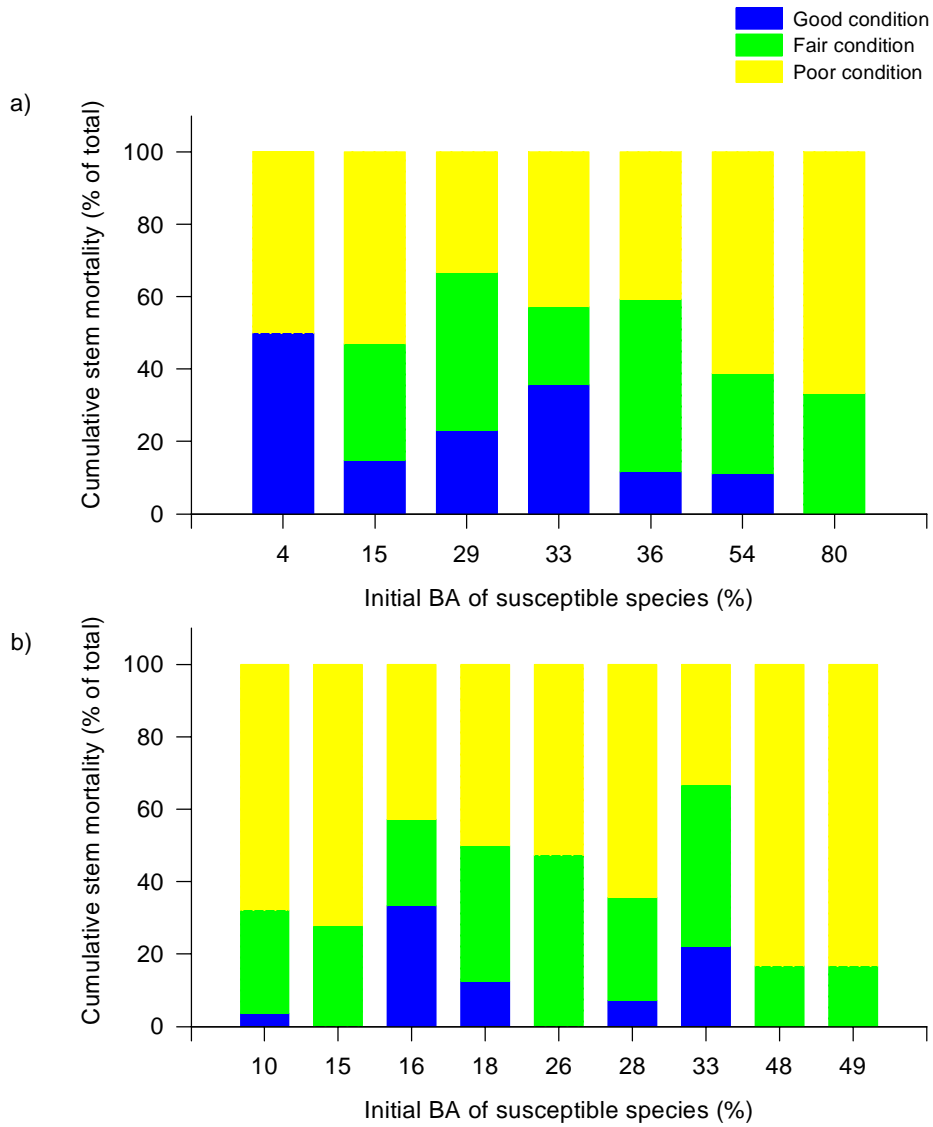 Good condition
Fair condition
Poor condition
a)
Cumulative stem mortality (% of total)
100
80
60
40
20
0
4 15 29 33 36 54 80
Initial BA of susceptible species (%)
b)
Cumulative stem mortality (% of total)
100
80
60
40
20
0
10 15 16 18 26 28 33 48 49
Initial BA of susceptible species (%)